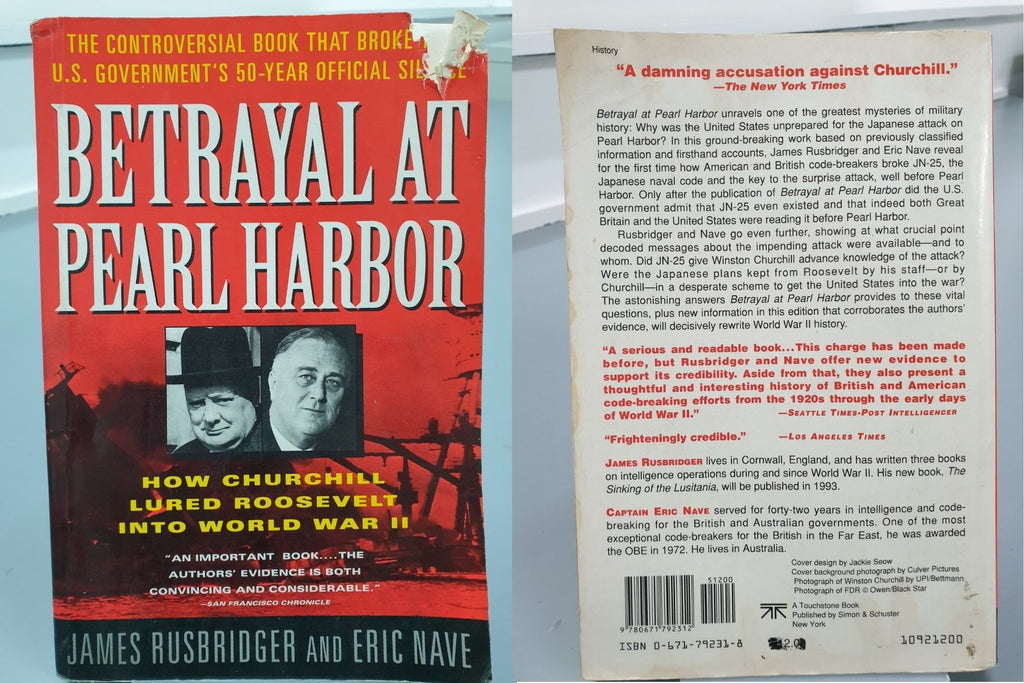 THE CONTROVERSIAL BOOK THAT BROKE
U.S. GOVERNMENT'S 50-YEAR OFFICIAL
BETRAYAL AT
PEARL HARBOR
HOW CHURCHILL
LURED ROOSEVELT
INTO WORLD WAR II
"AN IMPORTANT BOOK....THE
AUTHORS' EVIDENCE IS BOTH
CONVINCING AND CONSIDERABLE."
—SAN FRANCISCO CHRONICLE
JAMES RUSBRIDGER AND ERIC NAVE
History
"A damning accusation against Churchill."
—The New York Times
Betrayal at Pearl Harbor unravels one of the greatest mysteries of military
history: Why was the United States unprepared for the Japanese attack on
Pearl Harbor? In this ground-breaking work based on previously classified
information and firsthand accounts, James Rusbridger and Eric Nave reveal
for the first time how American and British code-breakers broke JN-25, the
Japanese naval code and the key to the surprise attack, well before Pearl
Harbor. Only after the publication of Betrayal at Pearl Harbor did the U.S.
government admit that JN-25 even existed and that indeed both Great
Britain and the United States were reading it before Pearl Harbor.
Rusbridger and Nave go even further, showing at what crucial point
decoded messages about the impending attack were available—and to
whom. Did JN-25 give Winston Churchill advance knowledge of the attack?
Were the Japanese plans kept from Roosevelt by his staff—or by
Churchill—in a desperate scheme to get the United States into the war?
The astonishing answers Betrayal at Pearl Harbor provides to these vital
questions, plus new information in this edition that corroborates the authors'
evidence, will decisively rewrite World War II history.
"A serious and readable book...This charge has been made
before, but Rusbridger and Nave offer new evidence to
support its credibility. Aside from that, they also present a
thoughtful and interesting history of British and American
code-breaking efforts from the 1920s through the early days
of World War II." —SEATTLE TIMES-POST INTELLIGENCER
"Frighteningly credible." —LOS ANGELES TIMES
JAMES RUSBRIDGER lives in Cornwall, England, and has written three books
on intelligence operations during and since World War II. His new book, The
Sinking of the Lusitania, will be published in 1993.
CAPTAIN ERIC NAVE served for forty-two years in intelligence and code-
breaking for the British and Australian governments. One of the most
exceptional code-breakers for the British in the Far East, he was awarded
the OBE in 1972. He lives in Australia.
Cover design by Jackie Seow
Cover background photograph by Culver Pictures
Photograph of Winston Churchill by UPI/Bettmann
Photograph of FDR © Owen/Black Star
51200
A Touchstone Book
Published by Simon & Schuster
New York
9 780671 792312
ISBN 0-671-79231-8
10921200